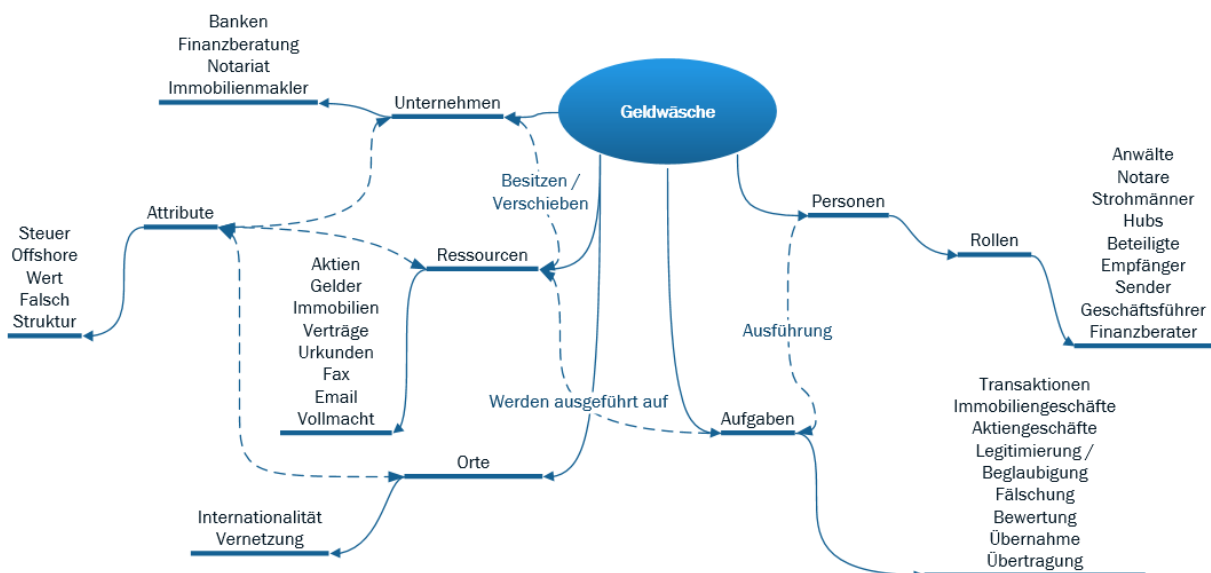 Banken
Finanzberatung
Notariat
Immobilienmakler
Unternehmen
Geldwäsche
Besitzen /
Verschieben
Attribute
Steuer
Offshore
Wert
Falsch
Struktur
Ressourcen
Aktien
Gelder
Immobilien
Verträge
Urkunden
Fax
Email
Vollmacht
Personen
Rollen
Anwälte
Notare
Strohmänner
Hubs
Beteiligte
Empfänger
Sender
Geschäftsführer
Finanzberater
Ausführung
Werden ausgeführt auf
Aufgaben
Transaktionen
Immobiliengeschäfte
Aktiengeschäfte
Legitimierung /
Beglaubigung
Fälschung
Bewertung
Übernahme
Übertragung
Orte
Internationalität
Vernetzung